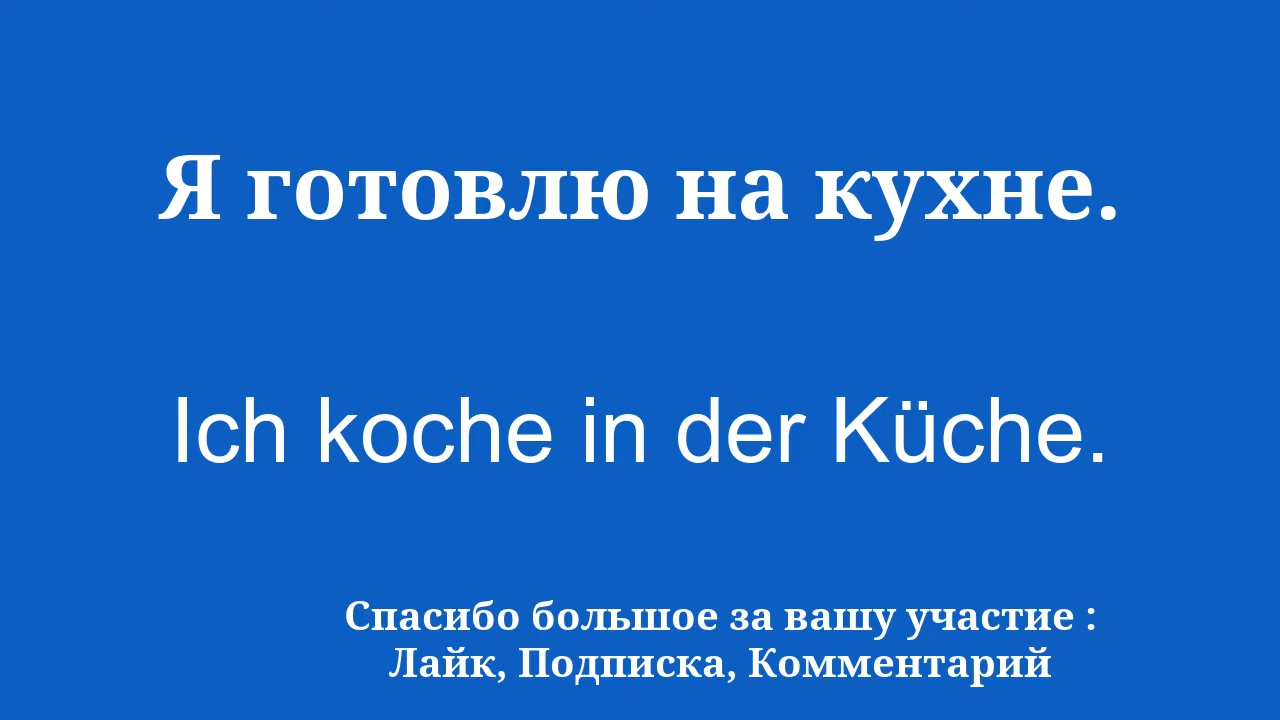 Я готовлю на кухне.
Ich koche in der Küche.
Спасибо большое за вашу участие :
Лайк, Подписка, Комментарий